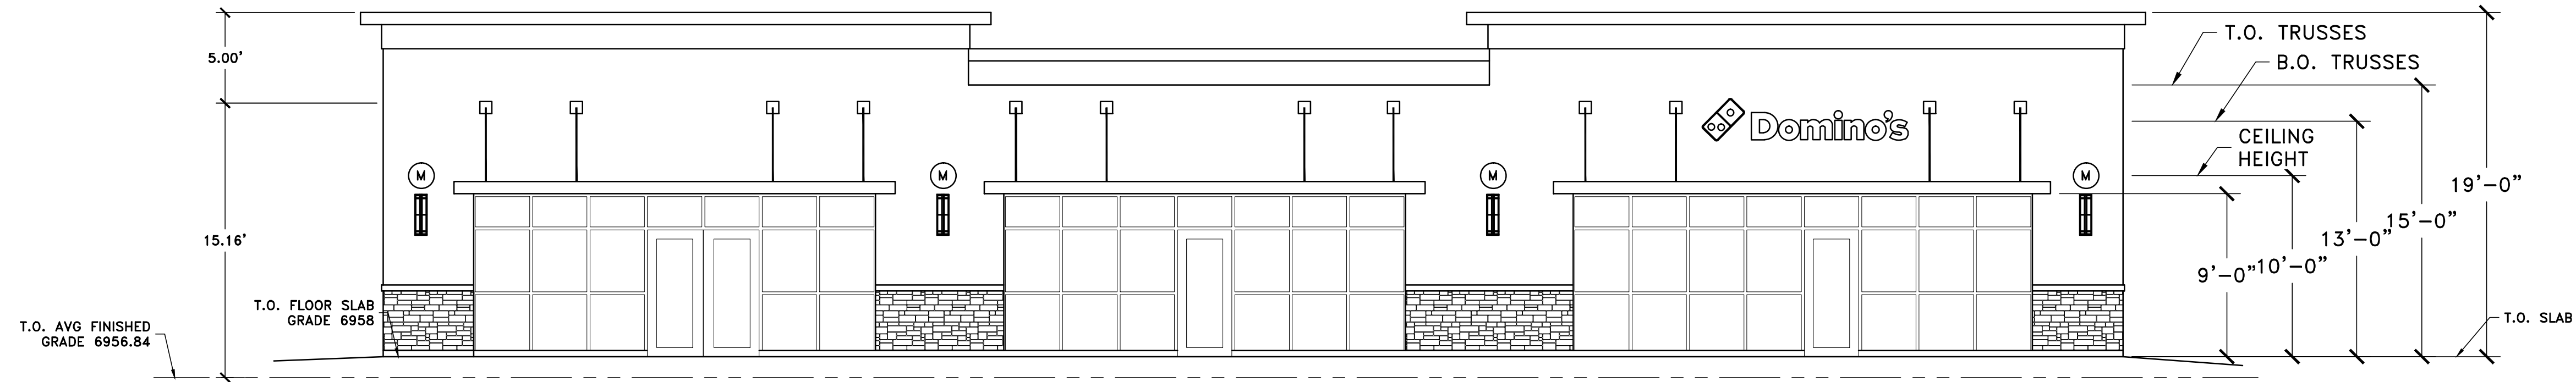 T.O. TRUSSES
B.O. TRUSSES
5.00'
Domino's
CEILING
HEIGHT
M
M
M
M
19'-0"
15'-0"
13'-0"
10'-0"
9'-0"
15.16'
T.O. FLOOR SLAB
GRADE 6958
T.O. AVG FINISHED
GRADE 6956.84
T.O. SLAB